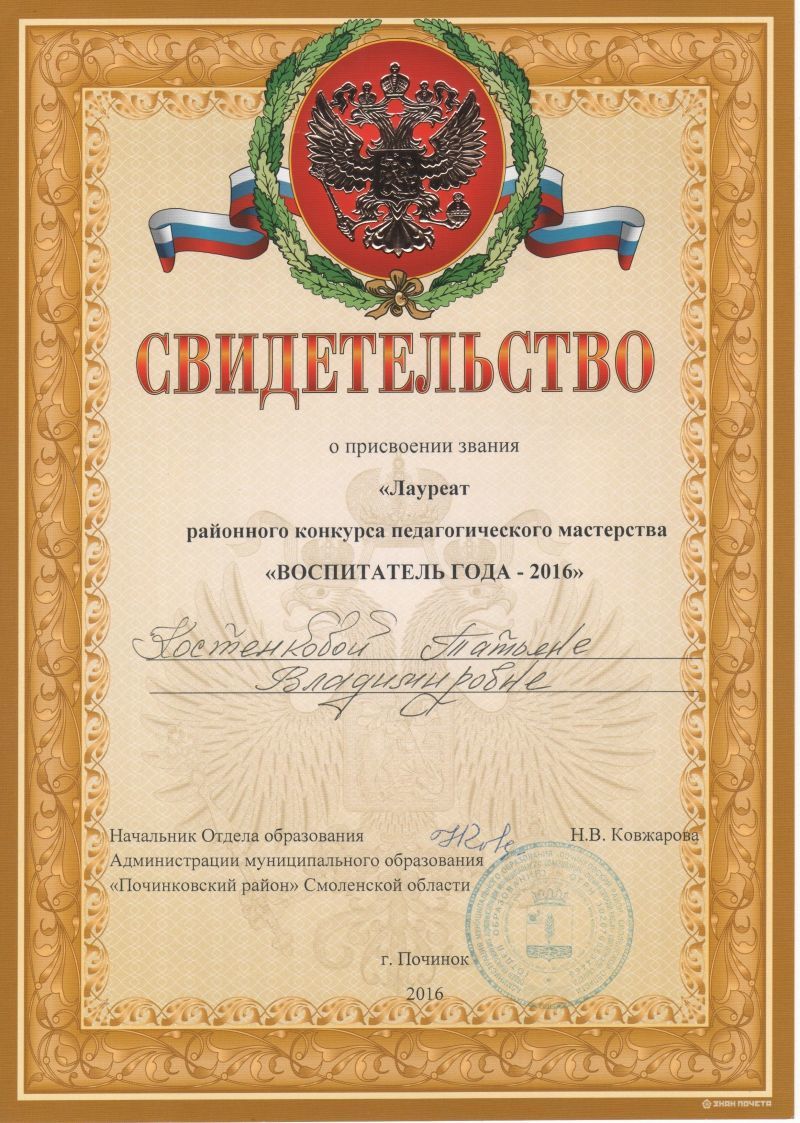 СВИДЕТЕЛЬСТВО
о присвоении звания
«Лауреат
районного конкурса педагогического мастерства
«ВОСПИТАТЕЛЬ ГОДА - 2016»
Костенковой Татьяне
Владимировне
Начальник Отдела образования Н.В. Ковжарова
Администрации муниципального образования
«Починковский район» Смоленской области
г. Починок
2016
ЗНАК ПОЧЕТА